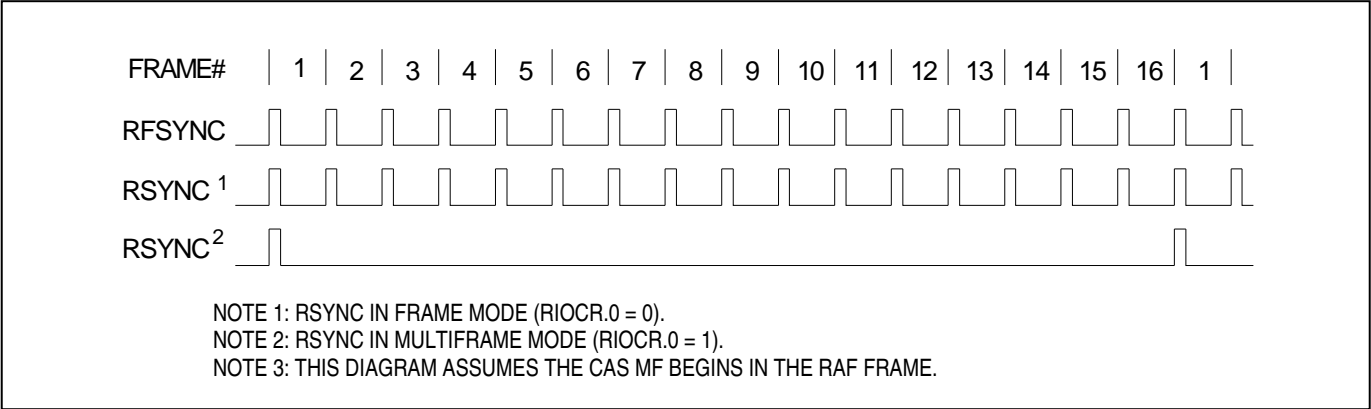 FRAME# 1 2 3 4 5 6 7 8 9 10 11 12 13 14 15 16 1
RFSYNC
RSYNC 1
RSYNC2
NOTE 1: RSYNC IN FRAME MODE (RIOCR.0 = 0).
NOTE 2: RSYNC IN MULTIFRAME MODE (RIOCR.0 = 1).
NOTE 3: THIS DIAGRAM ASSUMES THE CAS MF BEGINS IN THE RAF FRAME.